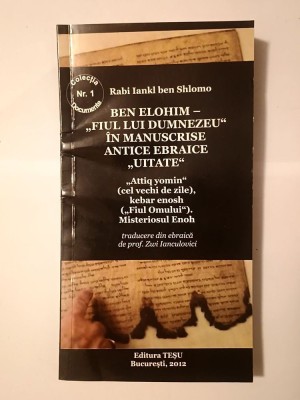 Colecția
Nr. 1
Documenta
Rabi Iankl ben Shlomo
BEN ELOHIM –
„FIUL LUI DUMNEZEU“
ÎN MANUSCRISE
ANTICE EBRAICE
„UITATE“
„Attiq yomin“
(cel vechi de zile),
kebar enosh
(„Fiul Omului“).
Misteriosul Enoh
traducere din ebraică
de prof. Zwi Ianculovici
Editura TEȘU
București, 2012